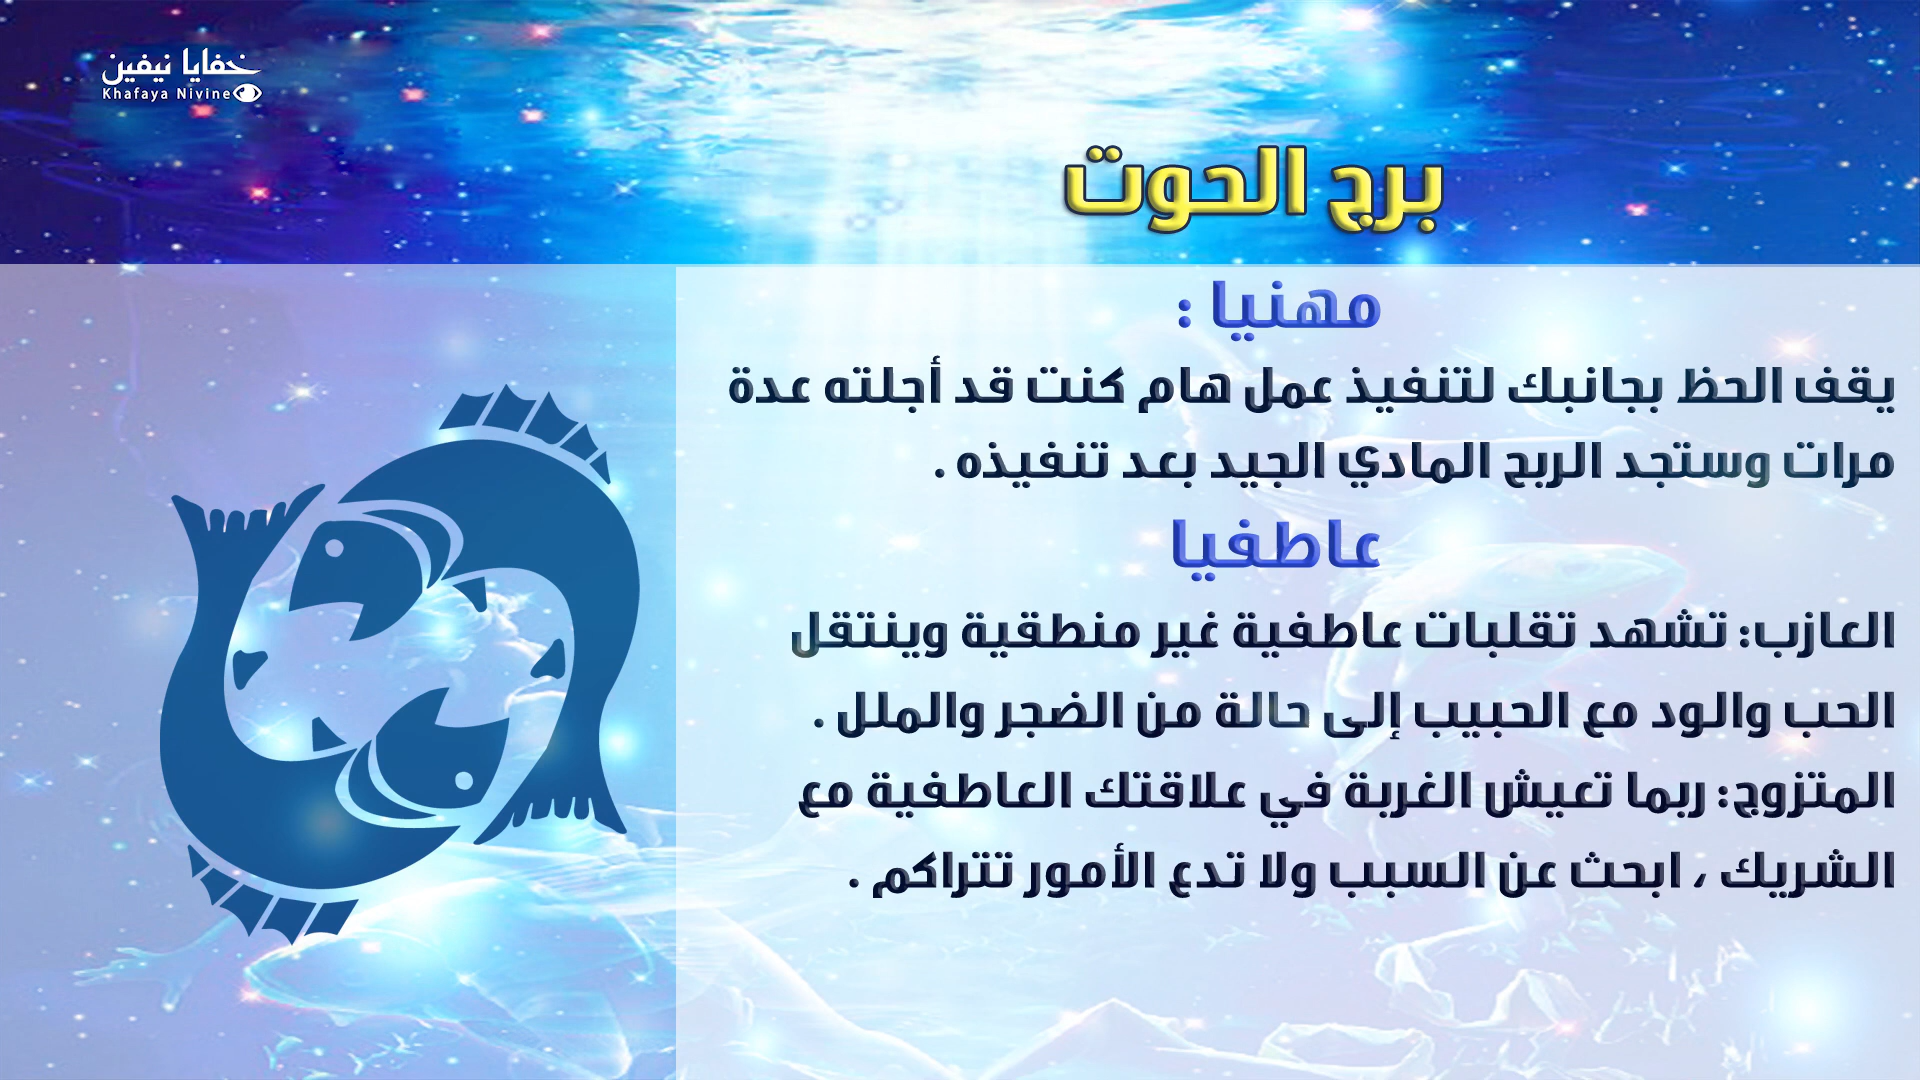 خفايا نيفين
Khafaya Nivine
برج الحوت
مهنيا :
يقف الحظ بجانبك لتنفيذ عمل هام كنت قد أجلته عدة
مرات وستجد الربح المادي الجيد بعد تنفيذه .
عاطفيا
العازب: تشهد تقلبات عاطفية غير منطقية وينتقل
الحب والود مع الحبيب إلى حالة من الضجر والملل .
المتزوج: ربما تعيش الغربة في علاقتك العاطفية مع
الشريك ، ابحث عن السبب ولا تدع الأمور تتراكم .